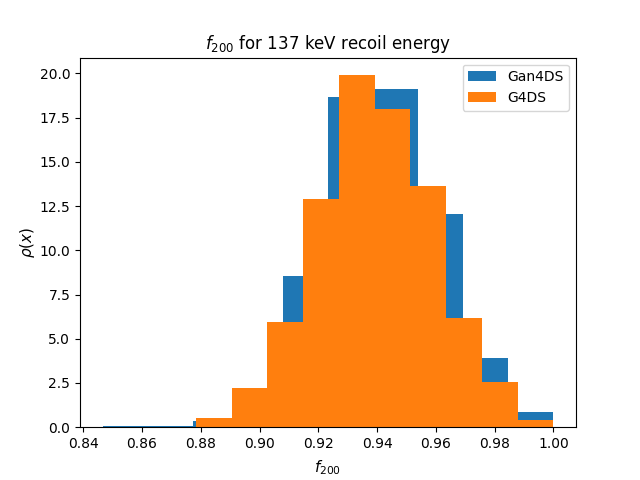 f₂₀₀ for 137 keV recoil energy
Gan4DS
G4DS
20.0
17.5
15.0
12.5
10.0
7.5
5.0
2.5
0.0
ρ(x)
0.84 0.86 0.88 0.90 0.92 0.94 0.96 0.98 1.00
f₂₀₀